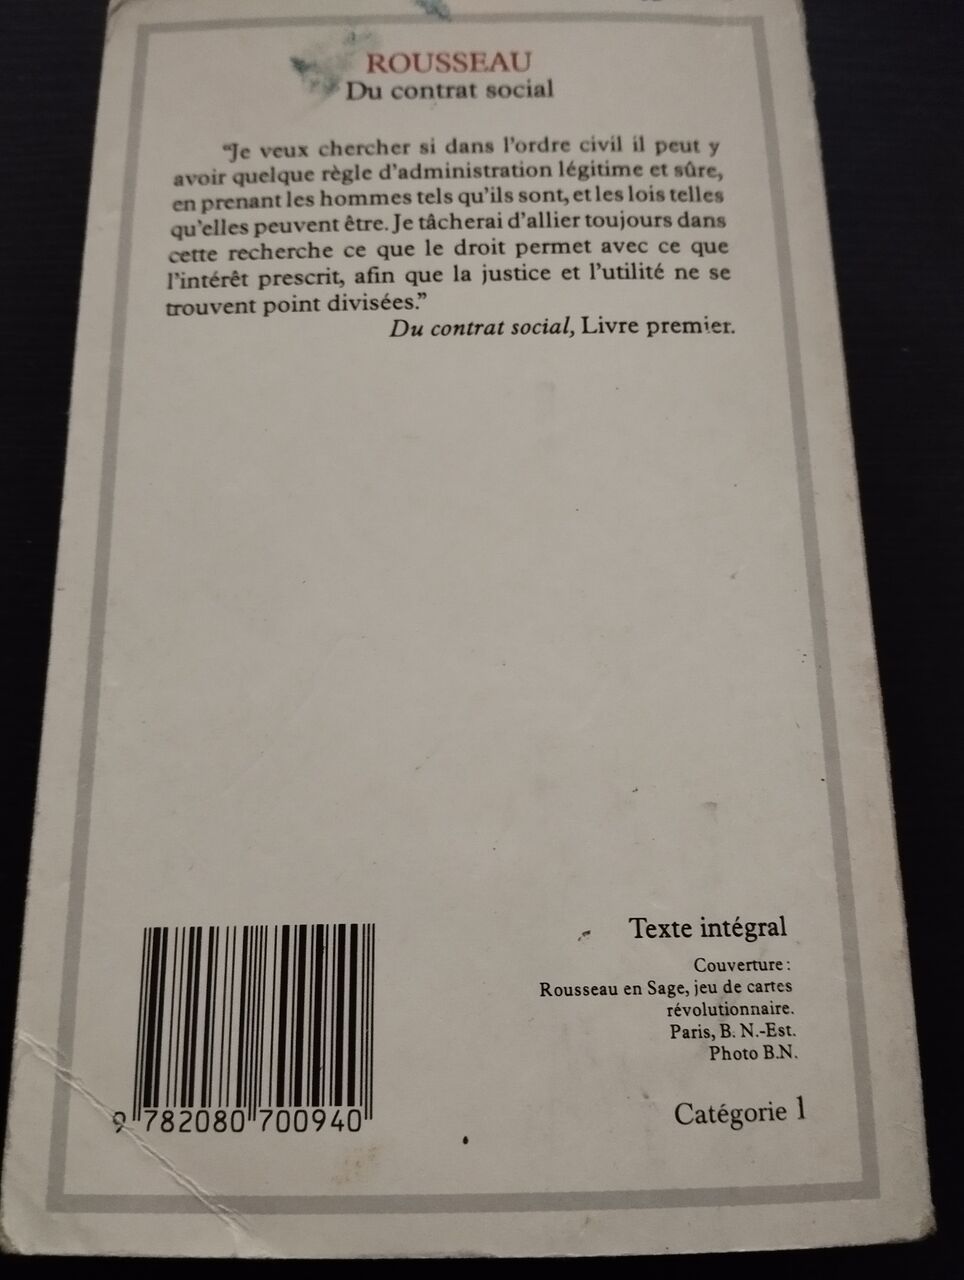 ROUSSEAU
Du contrat social
“Je veux chercher si dans l'ordre civil il peut y
avoir quelque règle d'administration légitime et sûre,
en prenant les hommes tels qu'ils sont, et les lois telles
qu'elles peuvent être. Je tâcherai d'allier toujours dans
cette recherche ce que le droit permet avec ce que
l'intérêt prescrit, afin que la justice et l'utilité ne se
trouvent point divisées.”
Du contrat social, Livre premier.
Texte intégral
Couverture :
Rousseau en Sage, jeu de cartes
révolutionnaire.
Paris, B. N.-Est.
Photo B.N.
Catégorie 1
9 782080 700940